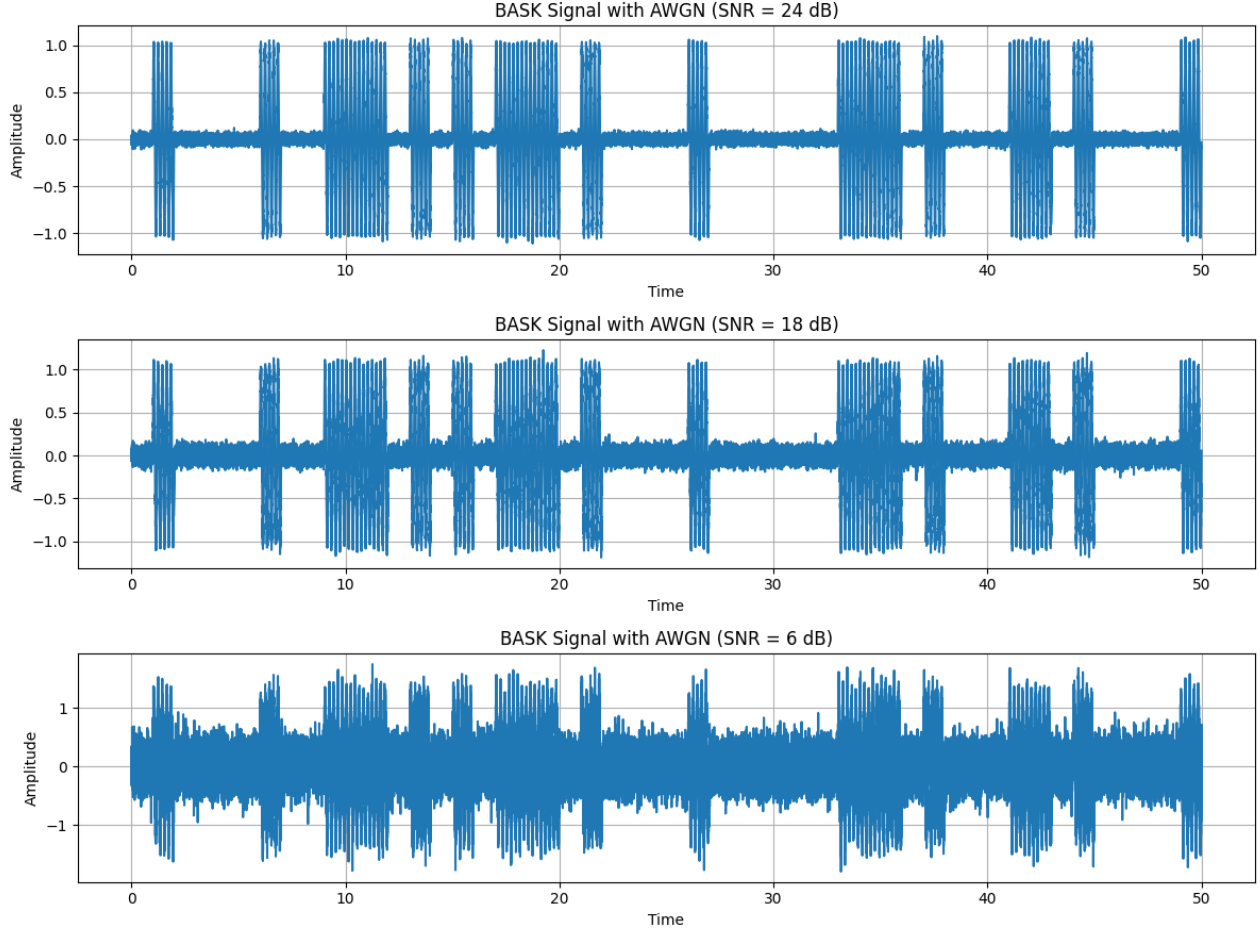 BASK Signal with AWGN (SNR = 24 dB)
1.0
0.5
0.0
−0.5
−1.0
Amplitude
0 10 20 30 40 50
Time
BASK Signal with AWGN (SNR = 18 dB)
1.0
0.5
0.0
−0.5
−1.0
Amplitude
0 10 20 30 40 50
Time
BASK Signal with AWGN (SNR = 6 dB)
1
0
−1
Amplitude
0 10 20 30 40 50
Time